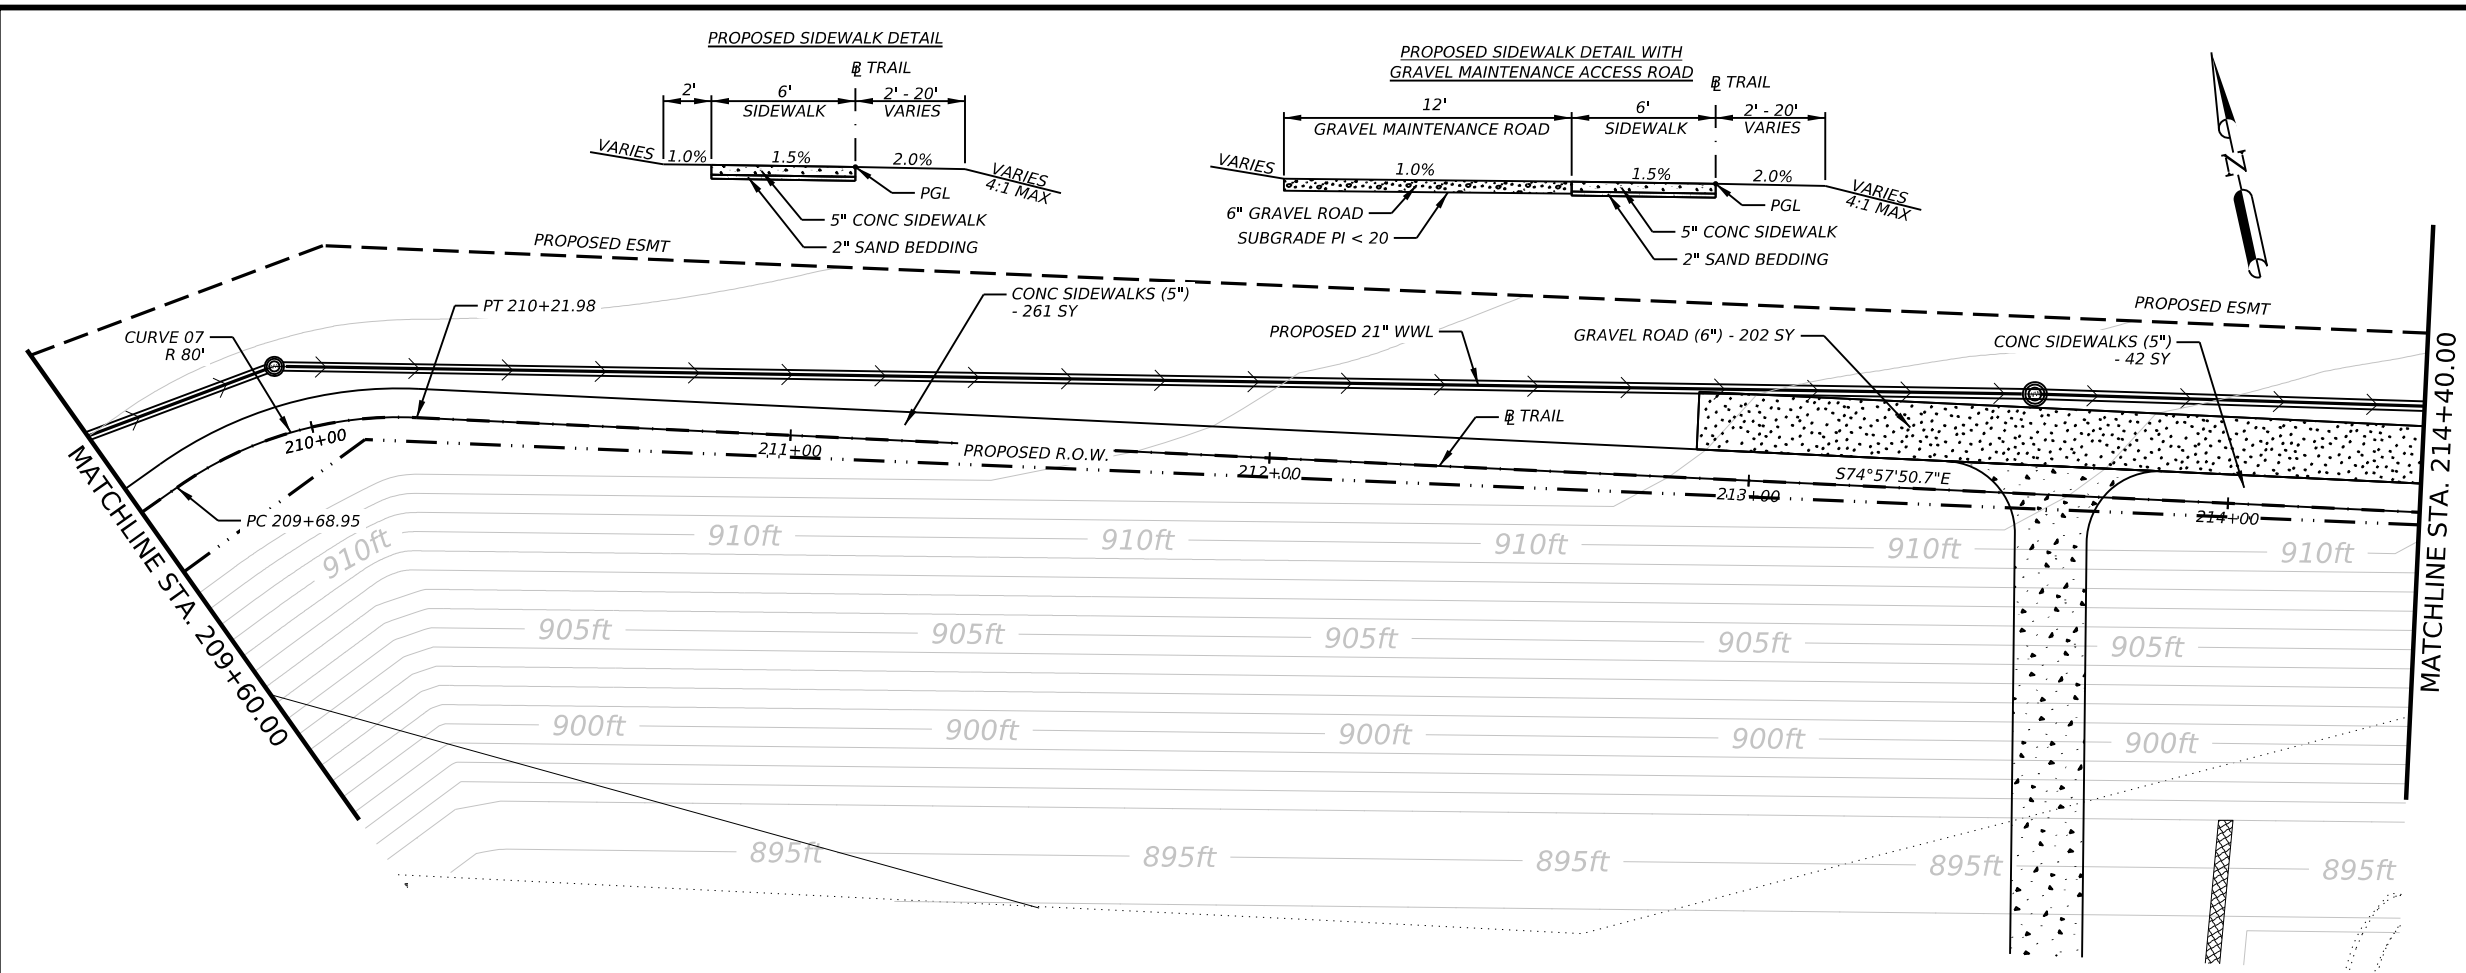 PROPOSED SIDEWALK DETAIL
℄ TRAIL
2'
6'
SIDEWALK
2' - 20'
VARIES
VARIES
1.0%
1.5%
2.0%
VARIES
4:1 MAX
PGL
5" CONC SIDEWALK
2" SAND BEDDING
PROPOSED SIDEWALK DETAIL WITH
GRAVEL MAINTENANCE ACCESS ROAD
BL TRAIL
12'
GRAVEL MAINTENANCE ROAD
6'
SIDEWALK
2' - 20'
VARIES
VARIES
1.0%
1.5%
2.0%
VARIES
4:1 MAX
6" GRAVEL ROAD
SUBGRADE PI < 20
PGL
5" CONC SIDEWALK
2" SAND BEDDING
N
PROPOSED ESMT
PROPOSED ESMT
PT 210+21.98
CONC SIDEWALKS (5")
- 261 SY
CURVE 07
R 80'
PROPOSED 21" WWL
GRAVEL ROAD (6") - 202 SY
CONC SIDEWALKS (5")
- 42 SY
BL TRAIL
210+00
211+00
PROPOSED R.O.W.
212+00
213+00
S74°57'50.7"E
214+00
PC 209+68.95
MATCHLINE STA. 209+60.00
MATCHLINE STA. 214+40.00
910ft
910ft
910ft
910ft
910ft
910ft
905ft
905ft
905ft
905ft
905ft
900ft
900ft
900ft
900ft
900ft
895ft
895ft
895ft
895ft
895ft